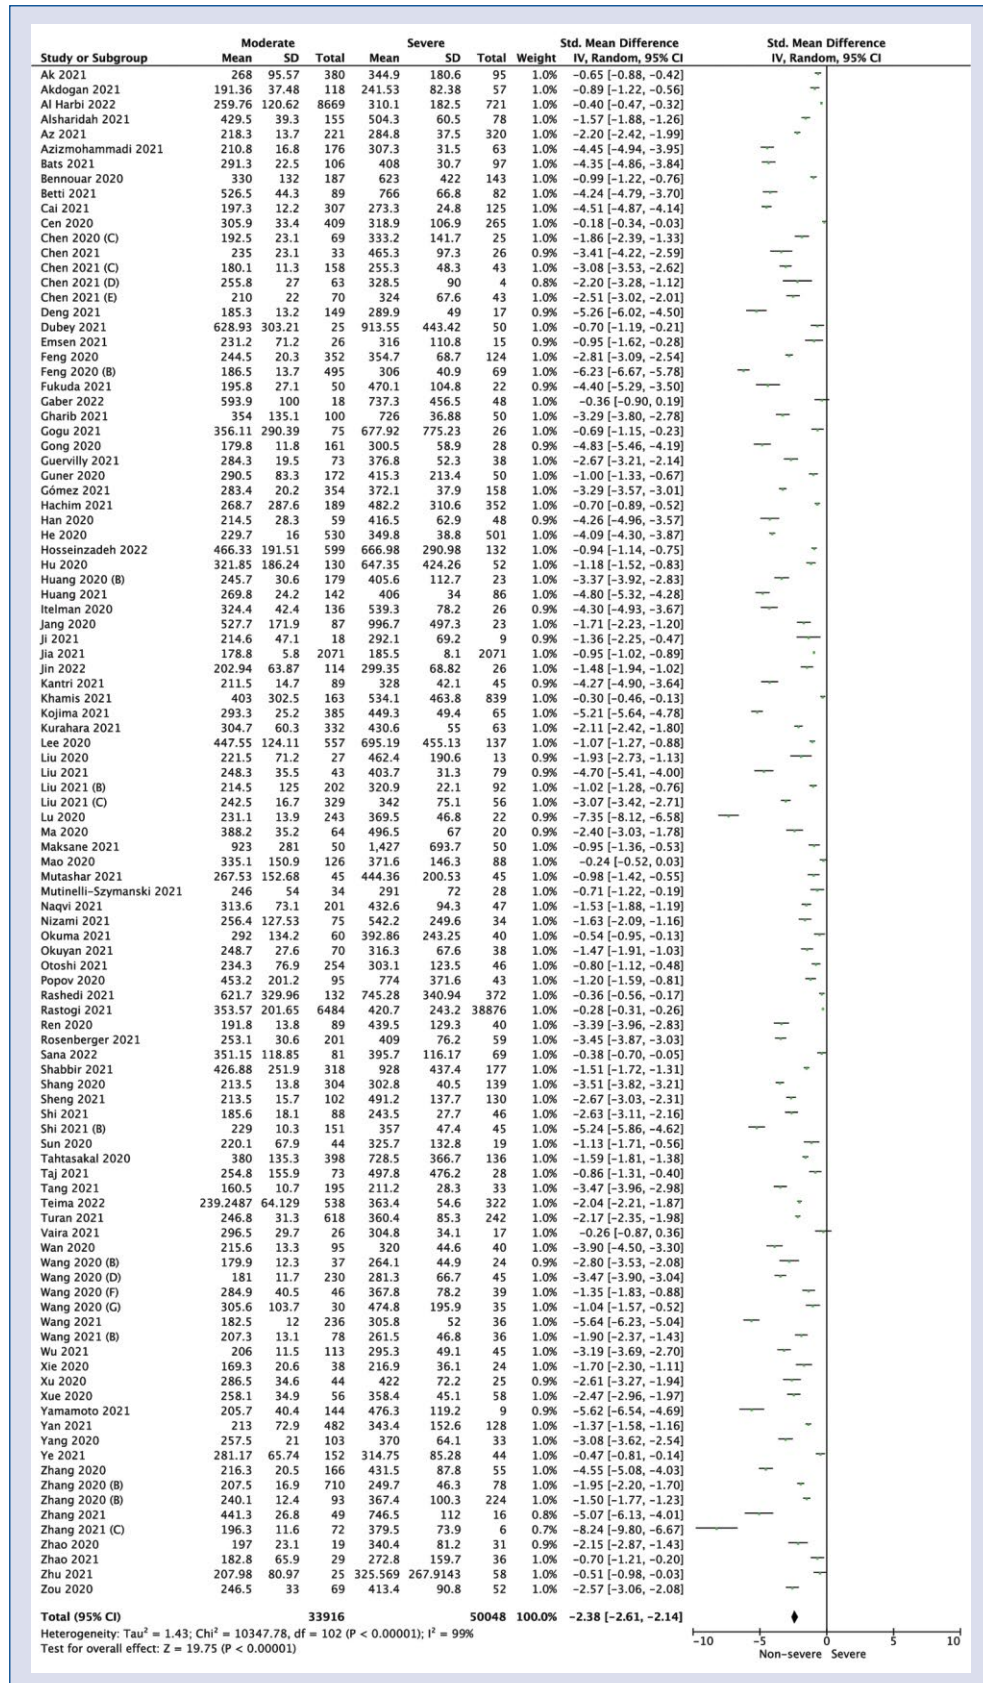 Moderate Severe Std. Mean Difference Std. Mean Difference
Study or Subgroup Mean SD Total Mean SD Total Weight IV, Random, 95% CI IV, Random, 95% CI
Ak 2021 268 95.57 380 344.9 180.6 95 1.0% −0.65 [−0.88, −0.42]
Akdogan 2021 191.36 37.48 118 241.53 82.38 57 1.0% −0.89 [−1.22, −0.56]
Al Harbi 2022 259.76 120.62 8669 310.1 182.5 721 1.0% −0.40 [−0.47, −0.32]
Alsharidah 2021 429.5 39.3 155 504.3 60.5 78 1.0% −1.57 [−1.88, −1.26]
Az 2021 218.3 13.7 221 284.8 37.5 320 1.0% −2.20 [−2.42, −1.99]
Azizmohammadi 2021 210.8 16.8 176 307.3 31.5 63 1.0% −4.45 [−4.94, −3.95]
Bats 2021 291.3 22.5 106 408 30.7 97 1.0% −4.35 [−4.86, −3.84]
Bennouar 2020 330 132 187 623 422 143 1.0% −0.99 [−1.22, −0.76]
Betti 2021 526.5 44.3 89 766 66.8 82 1.0% −4.24 [−4.79, −3.70]
Cai 2021 197.3 12.2 307 273.3 24.8 125 1.0% −4.51 [−4.87, −4.14]
Cen 2020 305.9 33.4 409 318.9 106.9 265 1.0% −0.18 [−0.34, −0.03]
Chen 2020 (C) 192.5 23.1 69 333.2 141.7 25 1.0% −1.86 [−2.39, −1.33]
Chen 2021 235 23.1 33 465.3 97.3 26 0.9% −3.41 [−4.22, −2.59]
Chen 2021 (C) 180.1 11.3 158 255.3 48.3 43 1.0% −3.08 [−3.53, −2.62]
Chen 2021 (D) 255.8 27 63 328.5 90 4 0.8% −2.20 [−3.28, −1.12]
Chen 2021 (E) 210 22 70 324 67.6 43 1.0% −2.51 [−3.02, −2.01]
Deng 2021 185.3 13.2 149 289.9 49 17 0.9% −5.26 [−6.02, −4.50]
Dubey 2021 628.93 303.21 25 913.55 443.42 50 1.0% −0.70 [−1.19, −0.21]
Emsen 2021 231.2 71.2 26 316 110.8 15 0.9% −0.95 [−1.62, −0.28]
Feng 2020 244.5 20.3 352 354.7 68.7 124 1.0% −2.81 [−3.09, −2.54]
Feng 2020 (B) 186.5 13.7 495 306 40.9 69 1.0% −6.23 [−6.67, −5.78]
Fukuda 2021 195.8 27.1 50 470.1 104.8 22 0.9% −4.40 [−5.29, −3.50]
Gaber 2022 593.9 100 18 737.3 456.5 48 1.0% −0.36 [−0.90, 0.19]
Gharib 2021 354 135.1 100 726 36.88 50 1.0% −3.29 [−3.80, −2.78]
Gogu 2021 356.11 290.39 75 677.92 775.23 26 1.0% −0.69 [−1.15, −0.23]
Gong 2020 179.8 11.8 161 300.5 58.9 28 0.9% −4.83 [−5.46, −4.19]
Guervilly 2021 284.3 19.5 73 376.8 52.3 38 1.0% −2.67 [−3.21, −2.14]
Guner 2020 290.5 83.3 172 415.3 213.4 50 1.0% −1.00 [−1.33, −0.67]
Gómez 2021 283.4 20.2 354 372.1 37.9 158 1.0% −3.29 [−3.57, −3.01]
Hachim 2021 268.7 287.6 189 482.2 310.6 352 1.0% −0.70 [−0.89, −0.52]
Han 2020 214.5 28.3 59 416.5 62.9 48 0.9% −4.26 [−4.96, −3.57]
He 2020 229.7 16 530 349.8 38.8 501 1.0% −4.09 [−4.30, −3.87]
Hosseinzadeh 2022 466.33 191.51 599 666.98 290.98 132 1.0% −0.94 [−1.14, −0.75]
Hu 2020 321.85 186.24 130 647.35 424.26 52 1.0% −1.18 [−1.52, −0.83]
Huang 2020 (B) 245.7 30.6 179 405.6 112.7 23 1.0% −3.37 [−3.92, −2.83]
Huang 2021 269.8 24.2 142 406 34 86 1.0% −4.80 [−5.32, −4.28]
Itelman 2020 324.4 42.4 136 539.3 78.2 26 0.9% −4.30 [−4.93, −3.67]
Jang 2020 527.7 171.9 87 996.7 497.3 23 1.0% −1.71 [−2.23, −1.20]
Ji 2021 214.6 47.1 18 292.1 69.2 9 0.9% −1.36 [−2.25, −0.47]
Jia 2021 178.8 5.8 2071 185.5 8.1 2071 1.0% −0.95 [−1.02, −0.89]
Jin 2022 202.94 63.87 114 299.35 68.82 26 1.0% −1.48 [−1.94, −1.02]
Kantri 2021 211.5 14.7 89 328 42.1 45 0.9% −4.27 [−4.90, −3.64]
Khamis 2021 403 302.5 163 534.1 463.8 839 1.0% −0.30 [−0.46, −0.13]
Kojima 2021 293.3 25.2 385 449.3 49.4 65 1.0% −5.21 [−5.64, −4.78]
Kurahara 2021 304.7 60.3 332 430.6 55 63 1.0% −2.11 [−2.42, −1.80]
Lee 2020 447.55 124.11 557 695.19 455.13 137 1.0% −1.07 [−1.27, −0.88]
Liu 2020 221.5 71.2 27 462.4 190.6 13 0.9% −1.93 [−2.73, −1.13]
Liu 2021 248.3 35.5 43 403.7 31.3 79 0.9% −4.70 [−5.41, −4.00]
Liu 2021 (B) 214.5 125 202 320.9 22.1 92 1.0% −1.02 [−1.28, −0.76]
Liu 2021 (C) 242.5 16.7 329 342 75.1 56 1.0% −3.07 [−3.42, −2.71]
Lu 2020 231.1 13.9 243 369.5 46.8 22 0.9% −7.35 [−8.12, −6.58]
Ma 2020 388.2 35.2 64 496.5 67 20 0.9% −2.40 [−3.03, −1.78]
Maksane 2021 923 281 50 1,427 693.7 50 1.0% −0.95 [−1.36, −0.53]
Mao 2020 335.1 150.9 126 371.6 146.3 88 1.0% −0.24 [−0.52, 0.03]
Mutashar 2021 267.53 152.68 45 444.36 200.53 45 1.0% −0.98 [−1.42, −0.55]
Mutinelli−Szymanski 2021 246 54 34 291 72 28 1.0% −0.71 [−1.22, −0.19]
Naqvi 2021 313.6 73.1 201 432.6 94.3 47 1.0% −1.53 [−1.88, −1.19]
Nizami 2021 256.4 127.53 75 542.2 249.6 34 1.0% −1.63 [−2.09, −1.16]
Okuma 2021 292 134.2 60 392.86 243.25 40 1.0% −0.54 [−0.95, −0.13]
Okuyan 2021 248.7 27.6 70 316.3 67.6 38 1.0% −1.47 [−1.91, −1.03]
Otoshi 2021 234.3 76.9 254 303.1 123.5 46 1.0% −0.80 [−1.12, −0.48]
Popov 2020 453.2 201.2 95 774 371.6 43 1.0% −1.20 [−1.59, −0.81]
Rashedi 2021 621.7 329.96 132 745.28 340.94 372 1.0% −0.36 [−0.56, −0.17]
Rastogi 2021 353.57 201.65 6484 420.7 243.2 38876 1.0% −0.28 [−0.31, −0.26]
Ren 2020 191.8 13.8 89 439.5 129.3 40 1.0% −3.39 [−3.96, −2.83]
Rosenberger 2021 253.1 30.6 201 409 76.2 59 1.0% −3.45 [−3.87, −3.03]
Sana 2022 351.15 118.85 81 395.7 116.17 69 1.0% −0.38 [−0.70, −0.05]
Shabbir 2021 426.88 251.9 318 928 437.4 177 1.0% −1.51 [−1.72, −1.31]
Shang 2020 213.5 13.8 304 302.8 40.5 139 1.0% −3.51 [−3.82, −3.21]
Sheng 2021 213.5 15.7 102 491.2 137.7 130 1.0% −2.67 [−3.03, −2.31]
Shi 2021 185.6 18.1 88 243.5 27.7 46 1.0% −2.63 [−3.11, −2.16]
Shi 2021 (B) 229 10.3 151 357 47.4 45 0.9% −5.24 [−5.86, −4.62]
Sun 2020 220.1 67.9 44 325.7 132.8 19 1.0% −1.13 [−1.71, −0.56]
Tahtasakal 2020 380 135.3 398 728.5 366.7 136 1.0% −1.59 [−1.81, −1.38]
Taj 2021 254.8 155.9 73 497.8 476.2 28 1.0% −0.86 [−1.31, −0.40]
Tang 2021 160.5 10.7 195 211.2 28.3 33 1.0% −3.47 [−3.96, −2.98]
Teima 2022 239.2487 64.129 538 363.4 54.6 322 1.0% −2.04 [−2.21, −1.87]
Turan 2021 246.8 31.3 618 360.4 85.3 242 1.0% −2.17 [−2.35, −1.98]
Vaira 2021 296.5 29.7 26 304.8 34.1 17 0.9% −0.26 [−0.87, 0.36]
Wan 2020 215.6 13.3 95 320 44.6 40 0.9% −3.90 [−4.50, −3.30]
Wang 2020 (B) 179.9 12.3 37 264.1 44.9 24 0.9% −2.80 [−3.53, −2.08]
Wang 2020 (D) 181 11.7 230 281.3 66.7 45 1.0% −3.47 [−3.90, −3.04]
Wang 2020 (F) 284.9 40.5 46 367.8 78.2 39 1.0% −1.35 [−1.83, −0.88]
Wang 2020 (G) 305.6 103.7 30 474.8 195.9 35 1.0% −1.04 [−1.57, −0.52]
Wang 2021 182.5 12 236 305.8 52 36 1.0% −5.64 [−6.23, −5.04]
Wang 2021 (B) 207.3 13.1 78 261.5 46.8 36 1.0% −1.90 [−2.37, −1.43]
Wu 2021 206 11.5 113 295.3 49.1 45 1.0% −3.19 [−3.69, −2.70]
Xie 2020 169.3 20.6 38 216.9 36.1 24 0.9% −1.70 [−2.30, −1.11]
Xu 2020 286.5 34.6 44 422 72.2 25 0.9% −2.61 [−3.27, −1.94]
Xue 2020 258.1 34.9 56 358.4 45.1 58 1.0% −2.47 [−2.96, −1.97]
Yamamoto 2021 205.7 40.4 144 476.3 119.2 9 0.9% −5.62 [−6.54, −4.69]
Yan 2021 213 72.9 482 343.4 152.6 128 1.0% −1.37 [−1.58, −1.16]
Yang 2020 257.5 21 103 370 64.1 33 1.0% −3.08 [−3.62, −2.54]
Ye 2021 281.17 65.74 152 314.75 85.28 44 1.0% −0.47 [−0.81, −0.14]
Zhang 2020 216.3 20.5 166 431.5 87.8 55 1.0% −4.55 [−5.08, −4.03]
Zhang 2020 (B) 207.5 16.9 710 249.7 46.3 78 1.0% −1.95 [−2.20, −1.70]
Zhang 2020 (B) 240.1 12.4 93 367.4 100.3 224 1.0% −1.50 [−1.77, −1.23]
Zhang 2021 441.3 26.8 49 746.5 112 16 0.8% −5.07 [−6.13, −4.01]
Zhang 2021 (C) 196.3 11.6 72 379.5 73.9 6 0.7% −8.24 [−9.80, −6.67]
Zhao 2020 197 23.1 19 340.4 81.2 31 0.9% −2.15 [−2.87, −1.43]
Zhao 2021 182.8 65.9 29 272.8 159.7 36 1.0% −0.70 [−1.21, −0.20]
Zhu 2021 207.98 80.97 25 325.569 267.9143 58 1.0% −0.51 [−0.98, −0.03]
Zou 2020 246.5 33 69 413.4 90.8 52 1.0% −2.57 [−3.06, −2.08]
Total (95% CI) 33916 50048 100.0% −2.38 [−2.61, −2.14]
Heterogeneity: Tau² = 1.43; Chi² = 10347.78, df = 102 (P < 0.00001); I² = 99%
Test for overall effect: Z = 19.75 (P < 0.00001)
−10 −5 0 5 10
Non−severe Severe